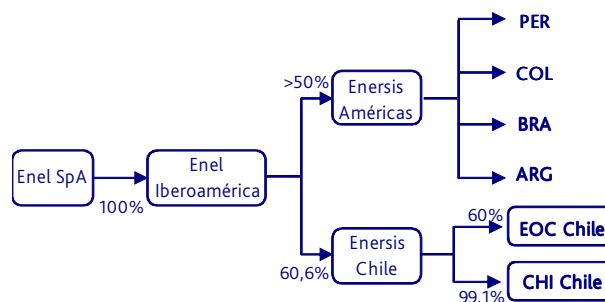 PER
COL
BRA
ARG
>50%
Enersis
Américas
Enel SpA
100%
Enel
Iberoamérica
60,6%
Enersis
Chile
60%
EOC Chile
CHI Chile
99,1%